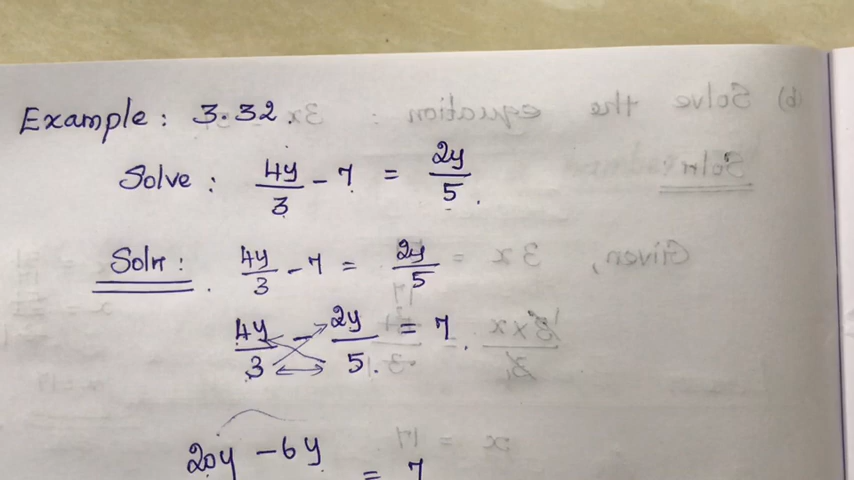 Example: 3.32.
Solve: 4y/3 - 7 = 2y/5.
Soln: 4y/3 - 7 = 2y/5
4y/3 - 2y/5 = 7.
20y - 6y = 7